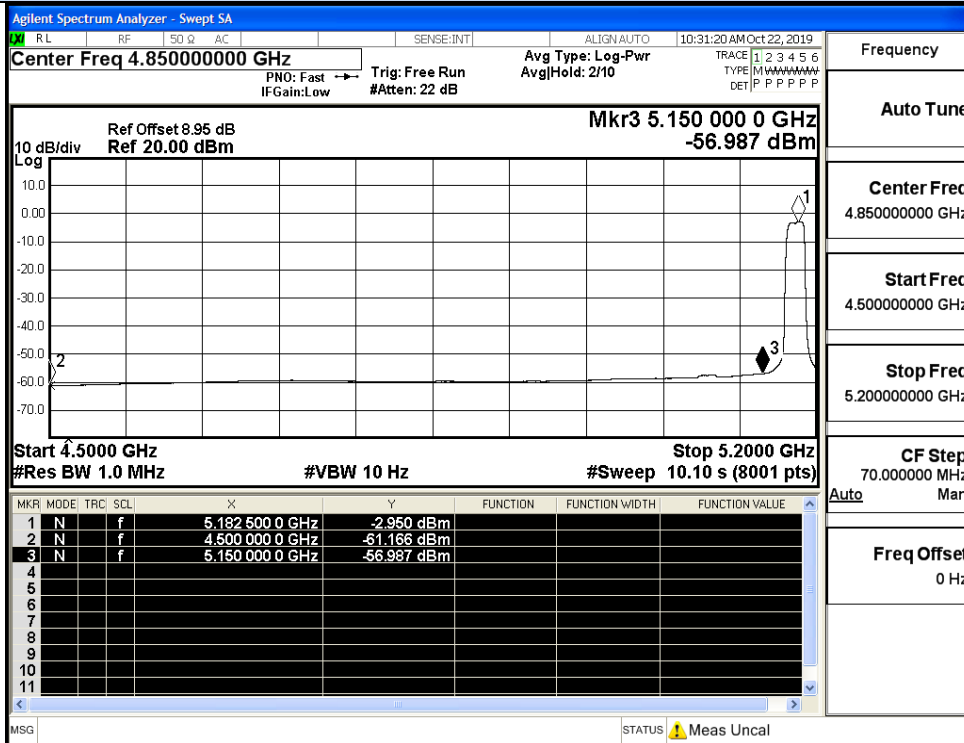 Agilent Spectrum Analyzer - Swept SA
LXI RL RF 50 Ω AC SENSE:INT ALIGN AUTO 10:31:20 AM Oct 22, 2019
Center Freq 4.850000000 GHz Avg Type: Log-Pwr TRACE 1 2 3 4 5 6
PNO: Fast Trig: Free Run Avg|Hold: 2/10 TYPE M
IFGain:Low #Atten: 22 dB DET P P P P P P
Ref Offset 8.95 dB Mkr3 5.150 000 0 GHz
10 dB/div Ref 20.00 dBm -56.987 dBm
Log
10.0
1
0.00
-10.0
-20.0
-30.0
-40.0
-50.0
2 3
-60.0
-70.0
Start 4.5000 GHz Stop 5.2000 GHz
#Res BW 1.0 MHz #VBW 10 Hz #Sweep 10.10 s (8001 pts)
MKR MODE TRC SCL X Y FUNCTION FUNCTION WIDTH FUNCTION VALUE
1 N f 5.182 500 0 GHz -2.950 dBm
2 N f 4.500 000 0 GHz -61.166 dBm
3 N f 5.150 000 0 GHz -56.987 dBm
4
5
6
7
8
9
10
11
MSG STATUS Meas Uncal
Frequency
Auto Tune
Center Freq
4.850000000 GHz
Start Freq
4.500000000 GHz
Stop Freq
5.200000000 GHz
CF Step
70.000000 MHz
Auto Man
Freq Offset
0 Hz